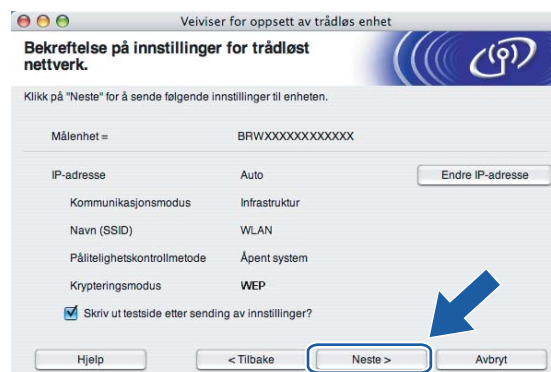 Veiviser for oppsett av trådløs enhet
Bekreftelse på innstillinger for trådløst
nettverk.
Klikk på "Neste" for å sende følgende innstillinger til enheten.
Målenhet = BRWXXXXXXXXXXXX
IP-adresse Auto Endre IP-adresse
Kommunikasjonsmodus Infrastruktur
Navn (SSID) WLAN
Pålitelighetskontrollmetode Åpent system
Krypteringsmodus WEP
Skriv ut testside etter sending av innstillinger?
Hjelp < Tilbake Neste > Avbryt